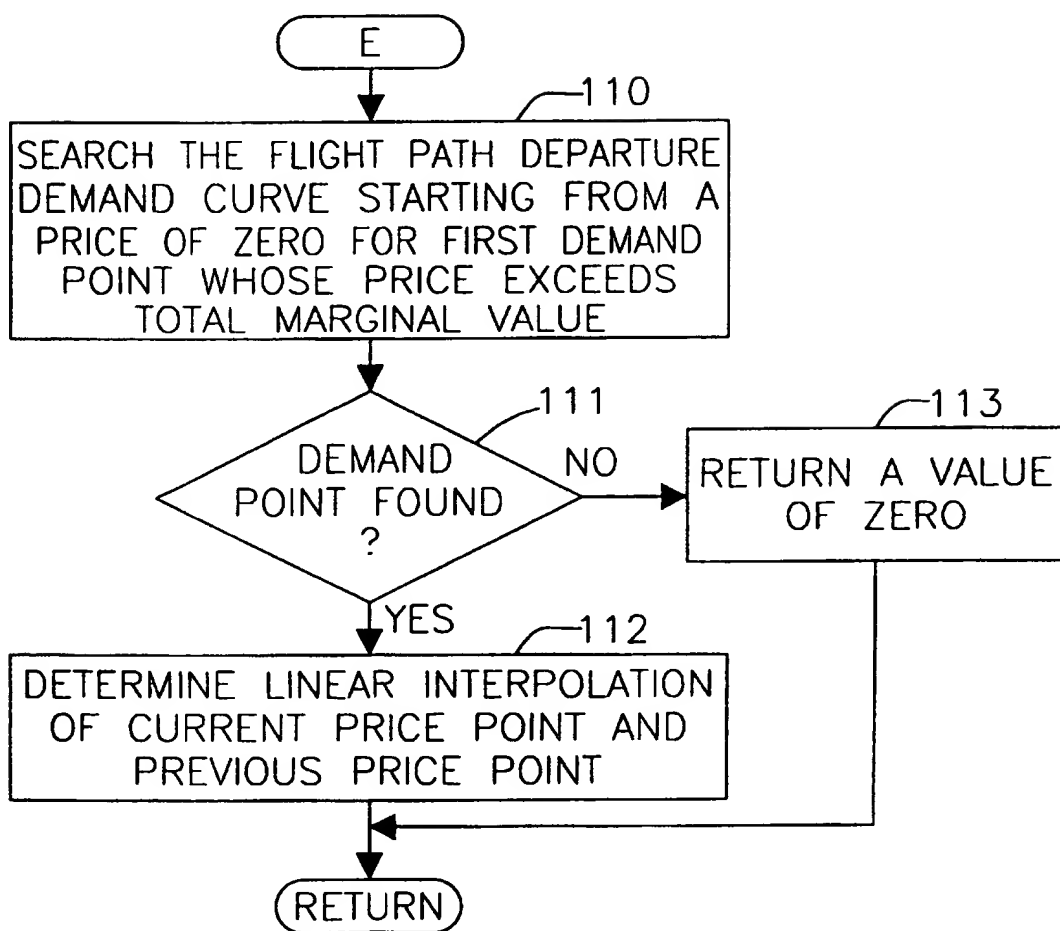 E
110
SEARCH THE FLIGHT PATH DEPARTURE
DEMAND CURVE STARTING FROM A
PRICE OF ZERO FOR FIRST DEMAND
POINT WHOSE PRICE EXCEEDS
TOTAL MARGINAL VALUE
111
DEMAND
POINT FOUND
?
NO
113
RETURN A VALUE
OF ZERO
YES
112
DETERMINE LINEAR INTERPOLATION
OF CURRENT PRICE POINT AND
PREVIOUS PRICE POINT
RETURN